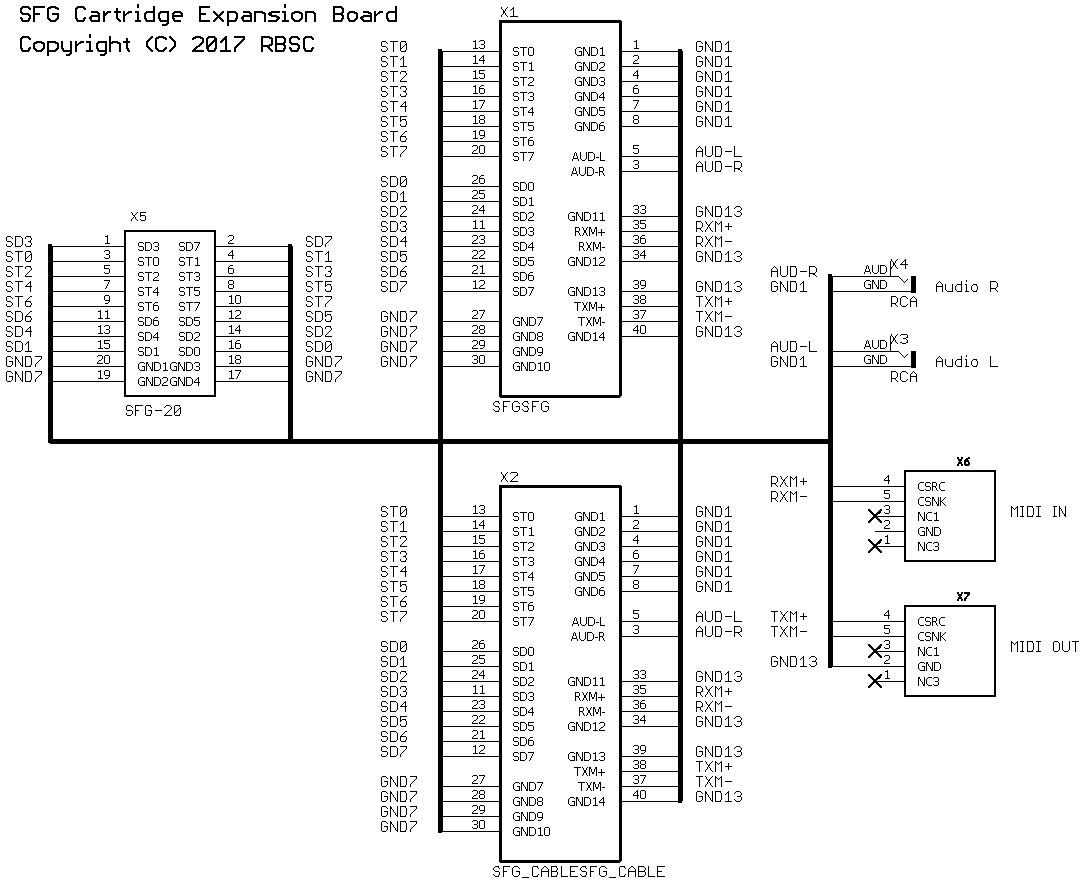 SFG Cartridge Expansion Board
Copyright (C) 2017 RBSC
X1
ST0 13 ST0 GND1 1 GND1
ST1 14 ST1 GND2 2 GND1
ST2 15 ST2 GND3 4 GND1
ST3 16 ST3 GND4 6 GND1
ST4 17 ST4 GND5 7 GND1
ST5 18 ST5 GND6 8 GND1
ST6 19 ST6
ST7 20 ST7 AUD-L 5 AUD-L
AUD-R 3 AUD-R
SD0 26 SD0
SD1 25 SD1
SD2 24 SD2 GND11 33 GND13
SD3 11 SD3 RXM+ 35 RXM+
SD4 23 SD4 RXM- 36 RXM-
SD5 22 SD5 GND12 34 GND13
SD6 21 SD6
SD7 12 SD7 GND13 39 GND13
TXM+ 38 TXM+
GND7 27 GND7 TXM- 37 TXM-
GND7 28 GND8 GND14 40 GND13
GND7 29 GND9
GND7 30 GND10
SFGSFG
X5
SD3 1 SD3 SD7 2 SD7
ST0 3 ST0 ST1 4 ST1
ST2 5 ST2 ST3 6 ST3
ST4 7 ST4 ST5 8 ST5
ST6 9 ST6 ST7 10 ST7
SD6 11 SD6 SD5 12 SD5
SD4 13 SD4 SD2 14 SD2
SD1 15 SD1 SD0 16 SD0
GND7 20 GND1GND3 18 GND7
GND7 19 GND2GND4 17 GND7
SFG-20
X4
AUD-R AUD
GND1 GND Audio R
RCA
X3
AUD-L AUD
GND1 GND Audio L
RCA
X2
ST0 13 ST0 GND1 1 GND1
ST1 14 ST1 GND2 2 GND1
ST2 15 ST2 GND3 4 GND1
ST3 16 ST3 GND4 6 GND1
ST4 17 ST4 GND5 7 GND1
ST5 18 ST5 GND6 8 GND1
ST6 19 ST6
ST7 20 ST7 AUD-L 5 AUD-L
AUD-R 3 AUD-R
SD0 26 SD0
SD1 25 SD1
SD2 24 SD2 GND11 33 GND13
SD3 11 SD3 RXM+ 35 RXM+
SD4 23 SD4 RXM- 36 RXM-
SD5 22 SD5 GND12 34 GND13
SD6 21 SD6
SD7 12 SD7 GND13 39 GND13
TXM+ 38 TXM+
GND7 27 GND7 TXM- 37 TXM-
GND7 28 GND8 GND14 40 GND13
GND7 29 GND9
GND7 30 GND10
SFG_CABLESFG_CABLE
X6
RXM+ 4 CSRC
RXM- 5 CSNK
3 NC1 MIDI IN
2 GND
1 NC3
X7
TXM+ 4 CSRC
TXM- 5 CSNK
3 NC1 MIDI OUT
GND13 2 GND
1 NC3